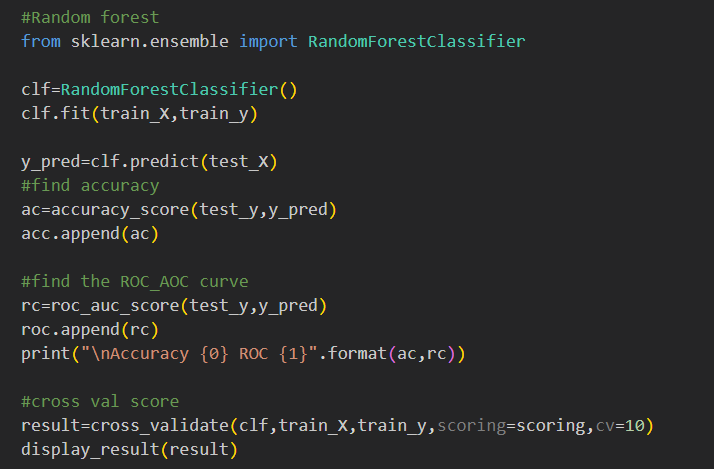 #Random forest
from sklearn.ensemble import RandomForestClassifier
clf=RandomForestClassifier()
clf.fit(train_X,train_y)
y_pred=clf.predict(test_X)
#find accuracy
ac=accuracy_score(test_y,y_pred)
acc.append(ac)
#find the ROC_AOC curve
rc=roc_auc_score(test_y,y_pred)
roc.append(rc)
print("\nAccuracy {0} ROC {1}".format(ac,rc))
#cross val score
result=cross_validate(clf,train_X,train_y,scoring=scoring,cv=10)
display_result(result)